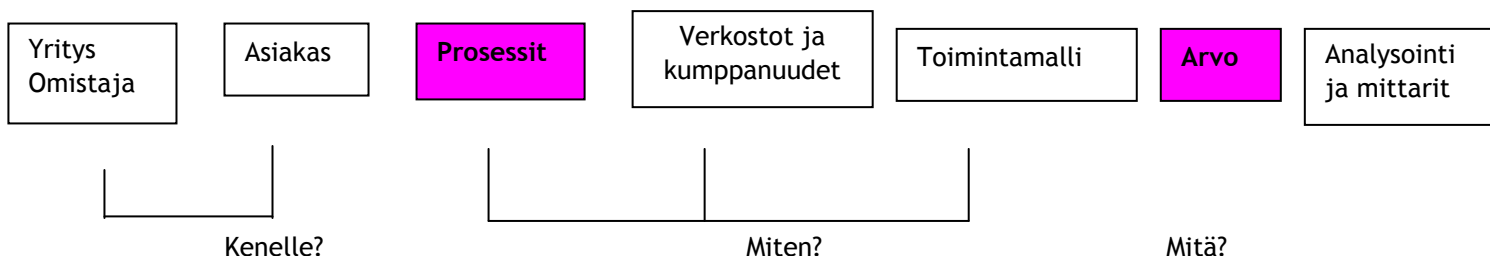 Yritys
Omistaja
Asiakas
Prosessit
Verkostot ja
kumppanuudet
Toimintamalli
Arvo
Analysointi
ja mittarit
Kenelle?
Miten?
Mitä?